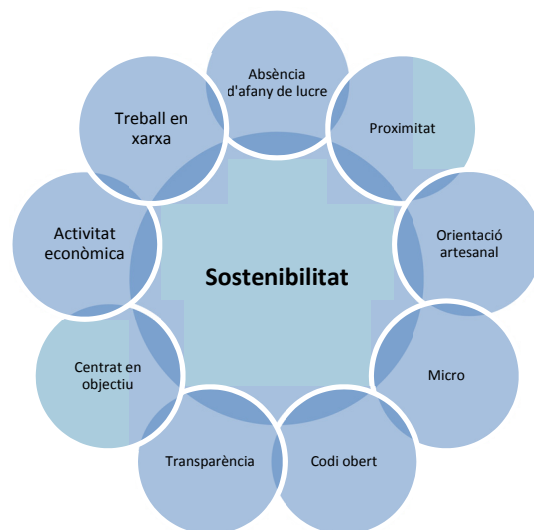 Absència
d'afany de lucre
Proximitat
Orientació
artesanal
Micro
Codi obert
Transparència
Centrat en
objectiu
Activitat
econòmica
Treball en
xarxa
Sostenibilitat